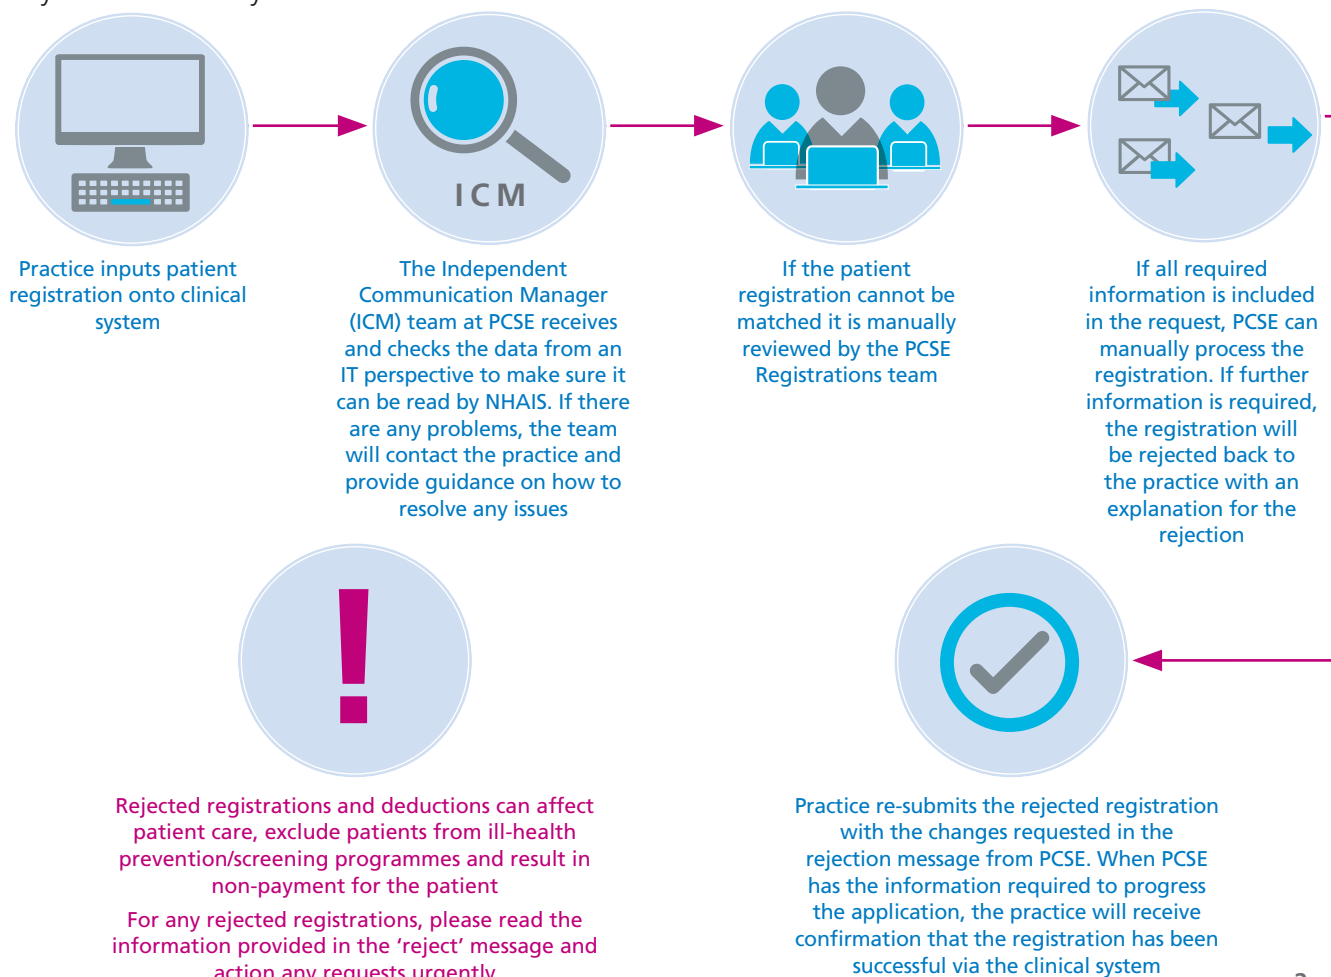 ICM
Practice inputs patient
registration onto clinical
system
The Independent
Communication Manager
(ICM) team at PCSE receives
and checks the data from an
IT perspective to make sure it
can be read by NHAIS. If there
are any problems, the team
will contact the practice and
provide guidance on how to
resolve any issues
If the patient
registration cannot be
matched it is manually
reviewed by the PCSE
Registrations team
If all required
information is included
in the request, PCSE can
manually process the
registration. If further
information is required,
the registration will
be rejected back to
the practice with an
explanation for the
rejection
!
Rejected registrations and deductions can affect
patient care, exclude patients from ill-health
prevention/screening programmes and result in
non-payment for the patient
For any rejected registrations, please read the
information provided in the ‘reject’ message and
action any requests urgently
Practice re-submits the rejected registration
with the changes requested in the
rejection message from PCSE. When PCSE
has the information required to progress
the application, the practice will receive
confirmation that the registration has been
successful via the clinical system